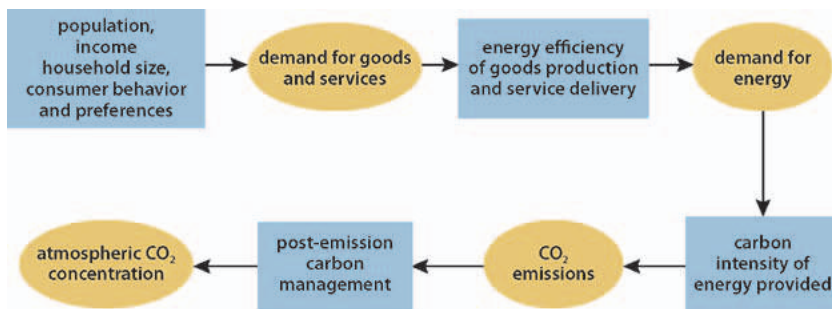 population,
income
household size,
consumer behavior
and preferences
demand for goods
and services
energy efficiency
of goods production
and service delivery
demand for
energy
carbon
intensity of
energy provided
CO₂
emissions
post-emission
carbon
management
atmospheric CO₂
concentration